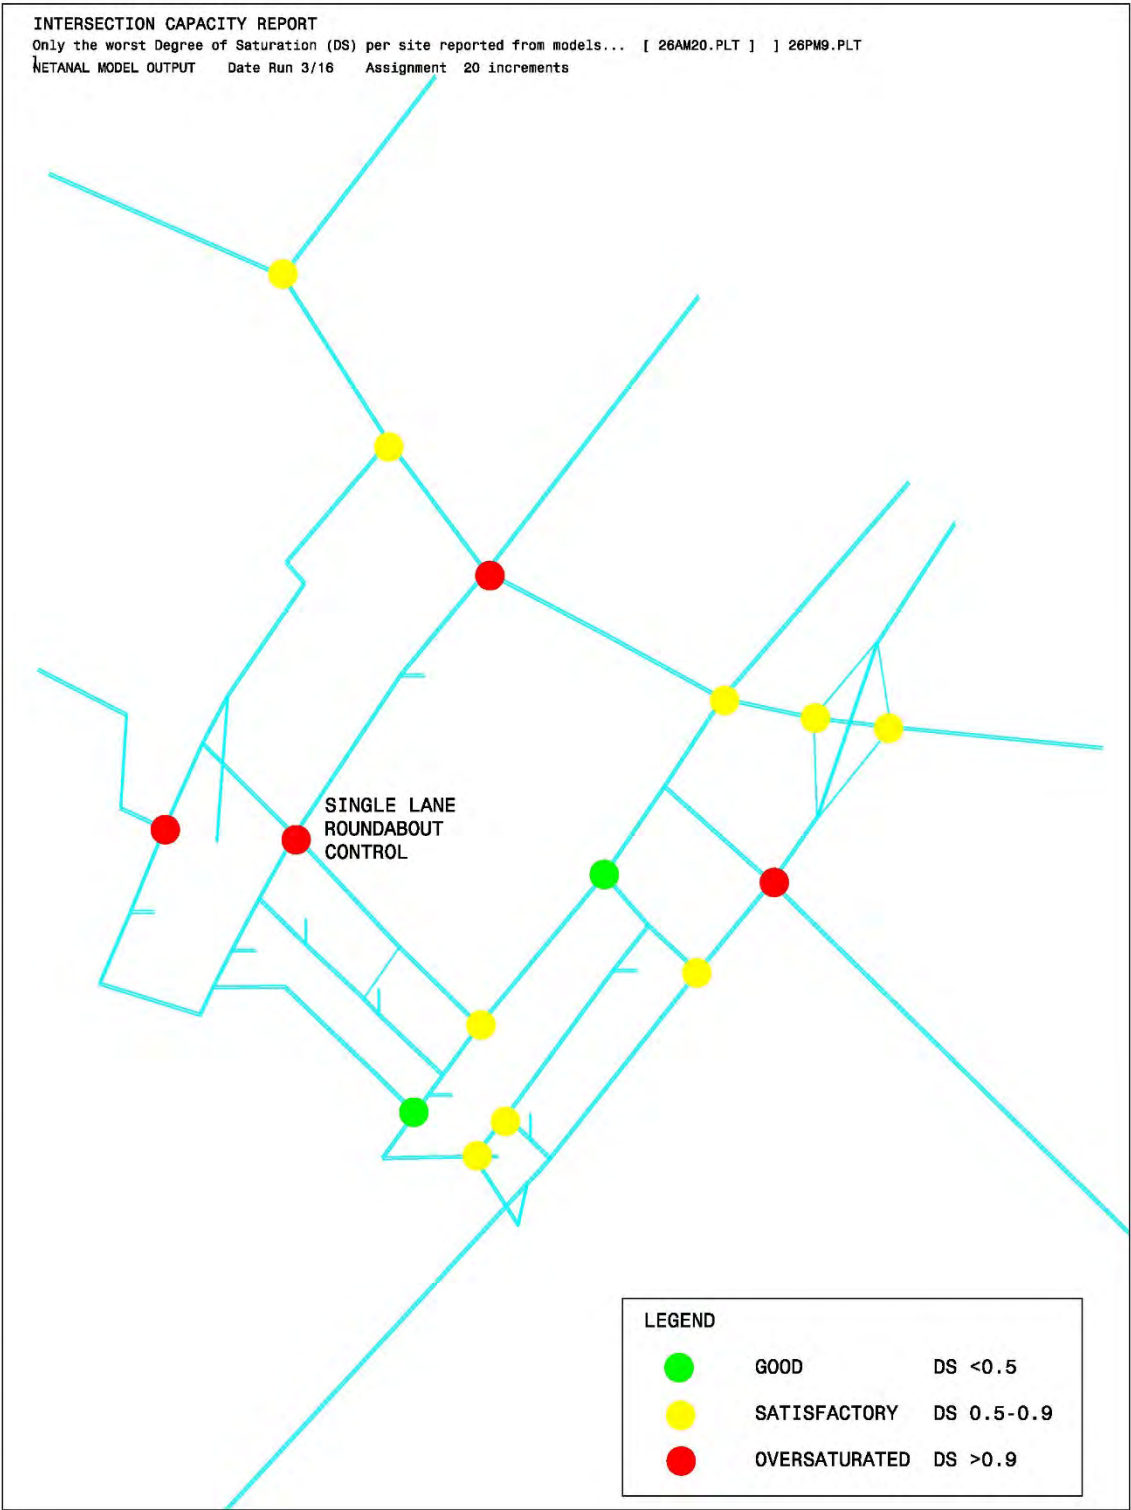 INTERSECTION CAPACITY REPORT
Only the worst Degree of Saturation (DS) per site reported from models... [ 26AM20.PLT ] ] 26PM9.PLT
]
NETANAL MODEL OUTPUT Date Run 3/16 Assignment 20 increments
SINGLE LANE
ROUNDABOUT
CONTROL
LEGEND
GOOD DS <0.5
SATISFACTORY DS 0.5-0.9
OVERSATURATED DS >0.9